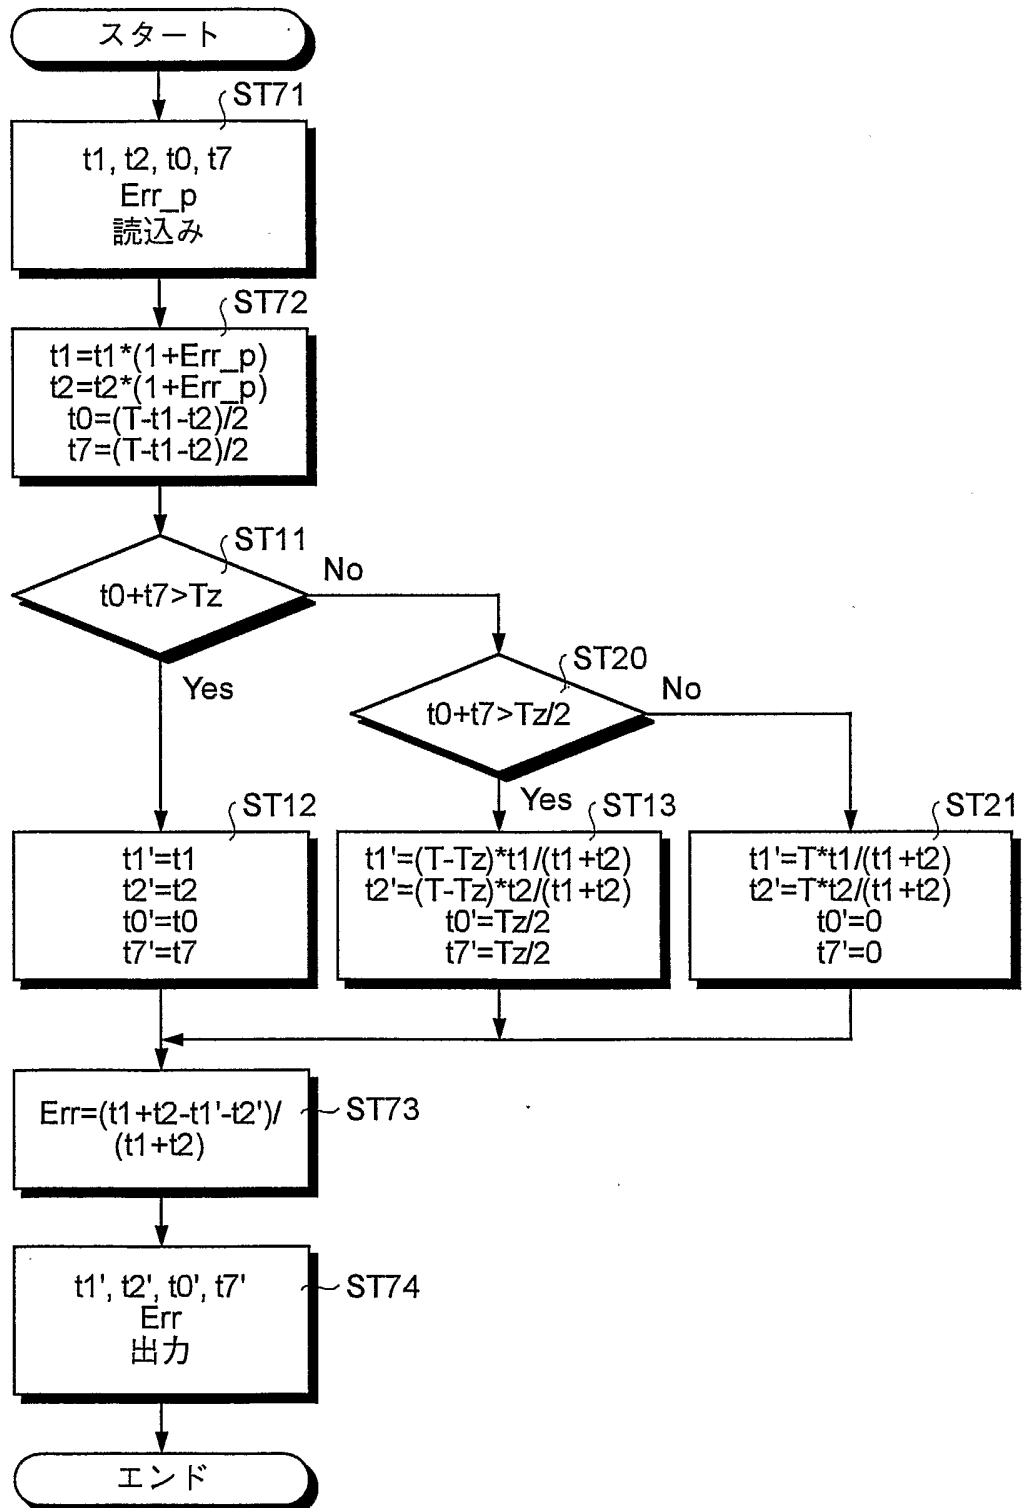 スタート
ST71
t1, t2, t0, t7
Err_p
読込み
ST72
t1=t1*(1+Err_p)
t2=t2*(1+Err_p)
t0=(T-t1-t2)/2
t7=(T-t1-t2)/2
ST11
t0+t7>Tz
No
Yes
ST20
t0+t7>Tz/2
No
Yes
ST12
t1'=t1
t2'=t2
t0'=t0
t7'=t7
ST13
t1'=(T-Tz)*t1/(t1+t2)
t2'=(T-Tz)*t2/(t1+t2)
t0'=Tz/2
t7'=Tz/2
ST21
t1'=T*t1/(t1+t2)
t2'=T*t2/(t1+t2)
t0'=0
t7'=0
Err=(t1+t2-t1'-t2')/
(t1+t2)
ST73
t1', t2', t0', t7'
Err
出力
ST74
エンド